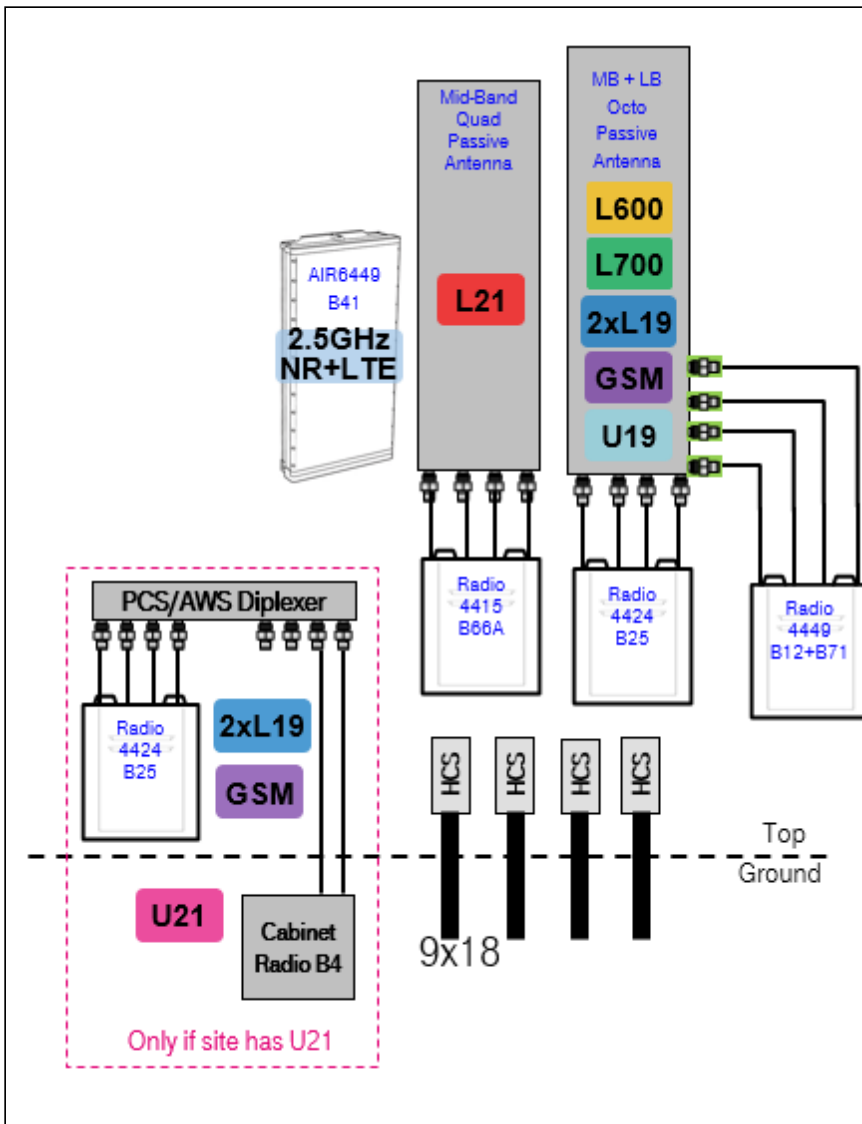 Mid-Band
Quad
Passive
Antenna
L21
MB + LB
Octo
Passive
Antenna
L600
L700
2xL19
GSM
U19
AIR6449
B41
2.5GHz
NR+LTE
Radio
4415
B66A
Radio
4424
B25
Radio
4449
B12+B71
PCS/AWS Diplexer
Radio
4424
B25
2xL19
GSM
HCS
HCS
HCS
HCS
Top
Ground
U21
Cabinet
Radio B4
9x18
Only if site has U21